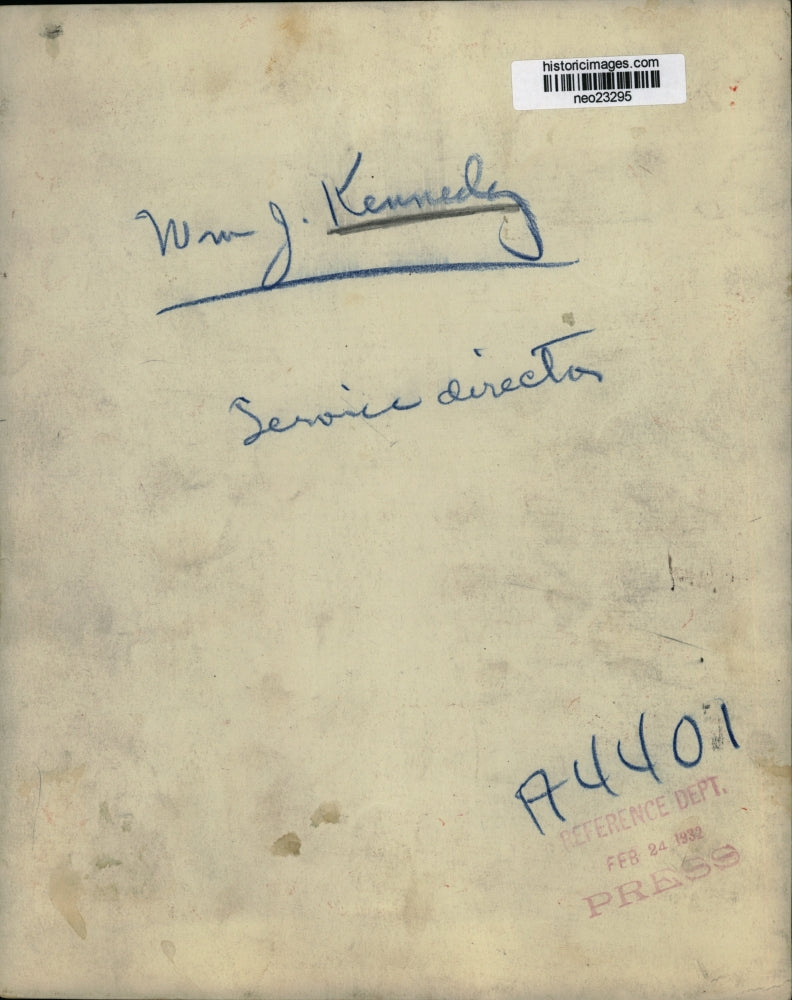 historicimages.com
neo23295
Wm J. Kennedy
Service director
A4401
REFERENCE DEPT.
FEB 24 1932
PRESS